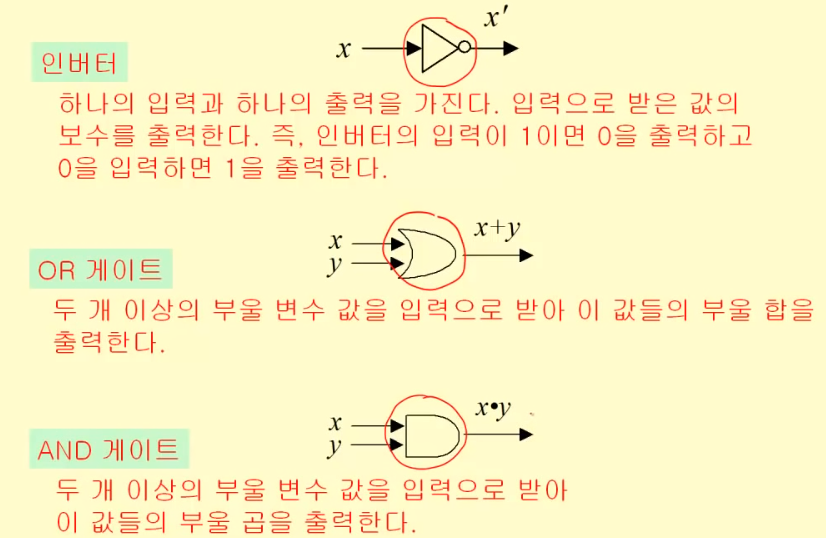 x x′
인버터
하나의 입력과 하나의 출력을 가진다. 입력으로 받은 값의
보수를 출력한다. 즉, 인버터의 입력이 1이면 0을 출력하고
0을 입력하면 1을 출력한다.
x x+y
y
OR 게이트
두 개 이상의 부울 변수 값을 입력으로 받아 이 값들의 부울 합을
출력한다.
x x•y
y
AND 게이트
두 개 이상의 부울 변수 값을 입력으로 받아
이 값들의 부울 곱을 출력한다.